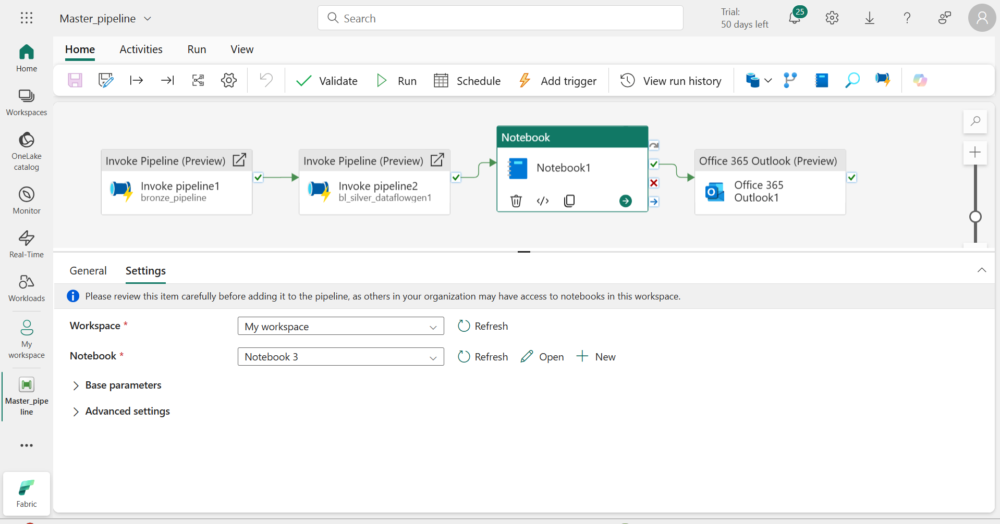 Master_pipeline
Search
Trial:
50 days left
25
Home
Activities
Run
View
Validate
Run
Schedule
Add trigger
View run history
Home
Workspaces
OneLake
catalog
Monitor
Real-Time
Workloads
My
workspace
Master_pipe
line
Fabric
Invoke Pipeline (Preview)
Invoke pipeline1
bronze_pipeline
Invoke Pipeline (Preview)
Invoke pipeline2
bl_silver_dataflowgen1
Notebook
Notebook1
Office 365 Outlook (Preview)
Office 365
Outlook1
General
Settings
Please review this item carefully before adding it to the pipeline, as others in your organization may have access to notebooks in this workspace.
Workspace *
My workspace
Refresh
Notebook *
Notebook 3
Refresh
Open
New
Base parameters
Advanced settings